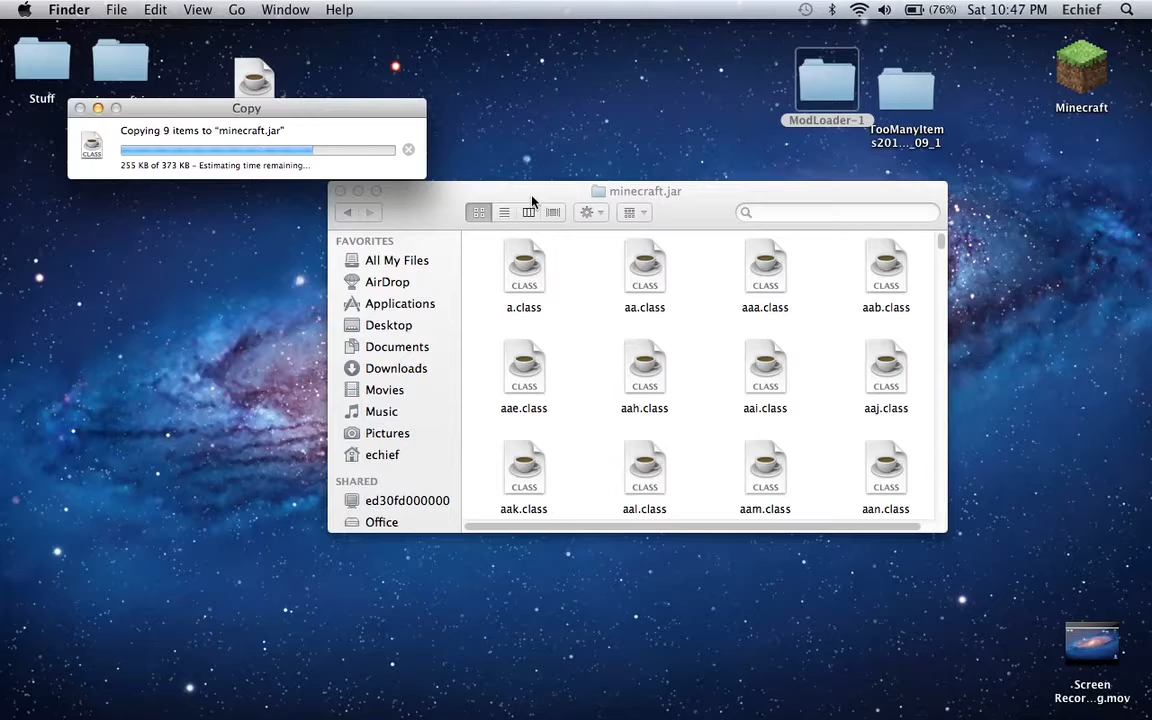 Finder File Edit View Go Window Help (76%) Sat 10:47 PM Echief
Stuff
Copy
Copying 9 items to "minecraft.jar"
255 KB of 373 KB - Estimating time remaining...
CLASS
ModLoader-1
TooManyItem
s201..._09_1
Minecraft
minecraft.jar
FAVORITES
All My Files
AirDrop
Applications
Desktop
Documents
Downloads
Movies
Music
Pictures
echief
SHARED
ed30fd000000
Office
CLASS CLASS CLASS CLASS
a.class aa.class aaa.class aab.class
CLASS CLASS CLASS CLASS
aae.class aah.class aai.class aaj.class
CLASS CLASS CLASS CLASS
aak.class aal.class aam.class aan.class
Screen
Recor...g.mov